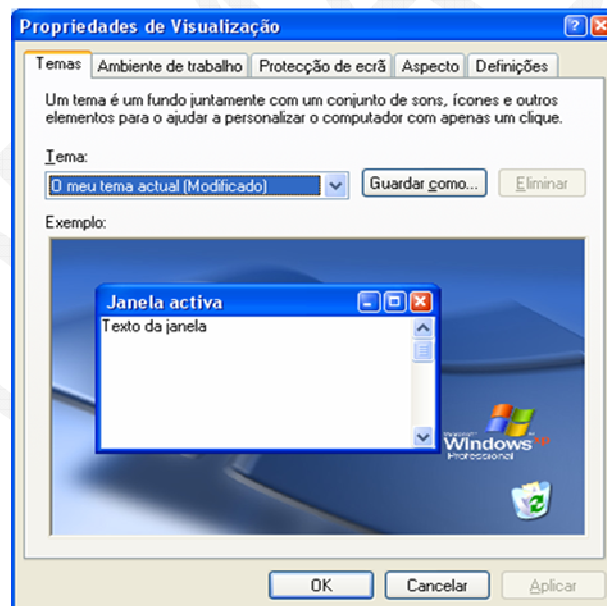 Propriedades de Visualização
Temas Ambiente de trabalho Protecção de ecrã Aspecto Definições
Um tema é um fundo juntamente com um conjunto de sons, ícones e outros
elementos para o ajudar a personalizar o computador com apenas um clique.
Tema:
O meu tema actual (Modificado) Guardar como... Eliminar
Exemplo:
Janela activa
Texto da janela
Windows xp
Professional
OK Cancelar Aplicar